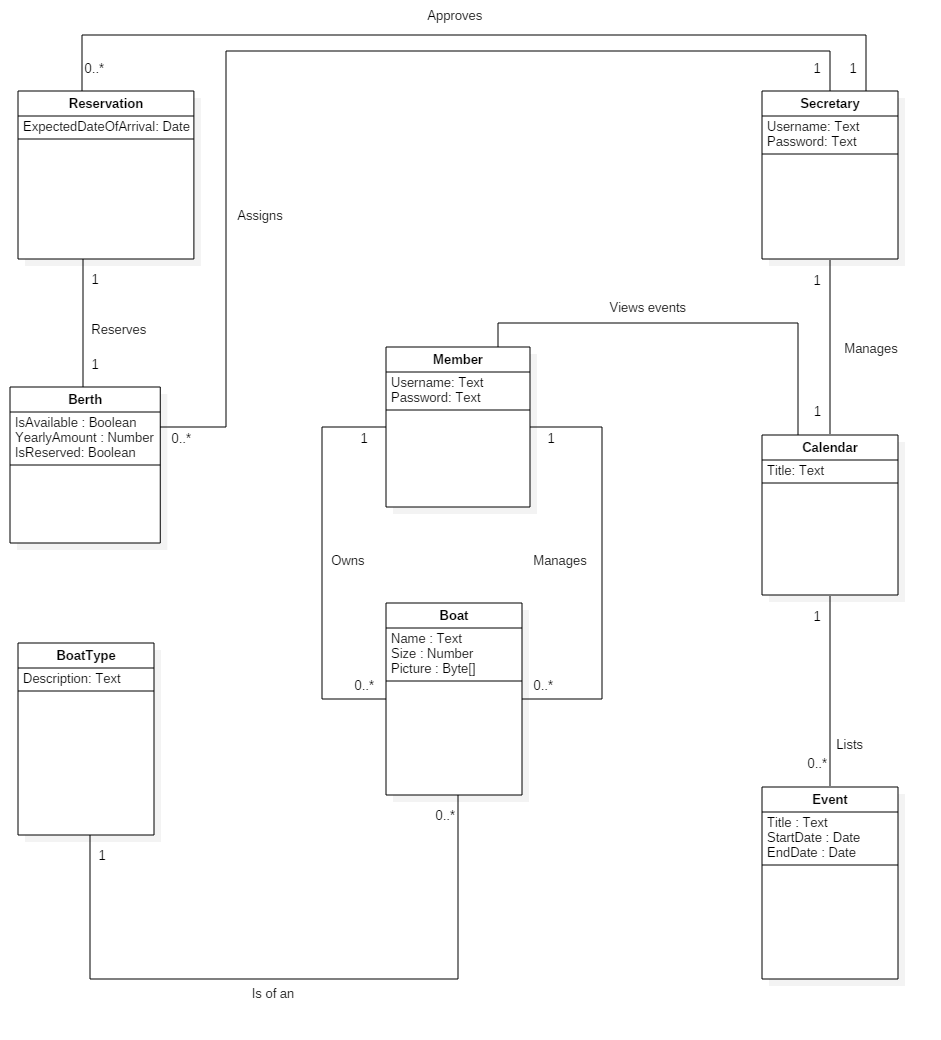 Approves
0..*
1
1
Reservation
ExpectedDateOfArrival: Date
Secretary
Username: Text
Password: Text
Assigns
1
Reserves
1
1
Manages
Views events
Member
Username: Text
Password: Text
Berth
IsAvailable : Boolean
YearlyAmount : Number
IsReserved: Boolean
0..*
1
1
1
Calendar
Title: Text
Owns
Manages
Boat
Name : Text
Size : Number
Picture : Byte[]
0..*
0..*
1
BoatType
Description: Text
Lists
0..*
Event
Title : Text
StartDate : Date
EndDate : Date
0..*
1
Is of an